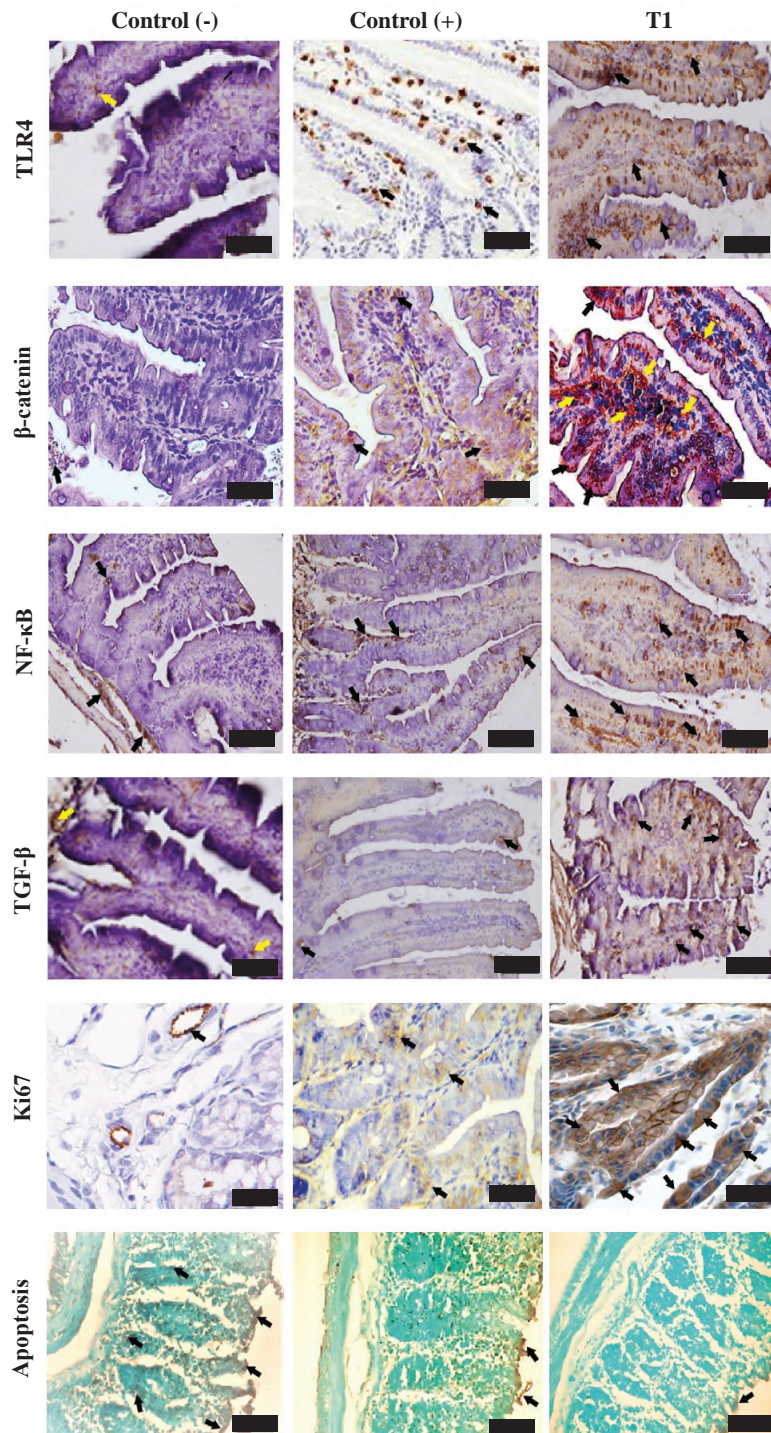 Control (-) Control (+) T1
TLR4
β-catenin
NF-κB
TGF-β
Ki67
Apoptosis